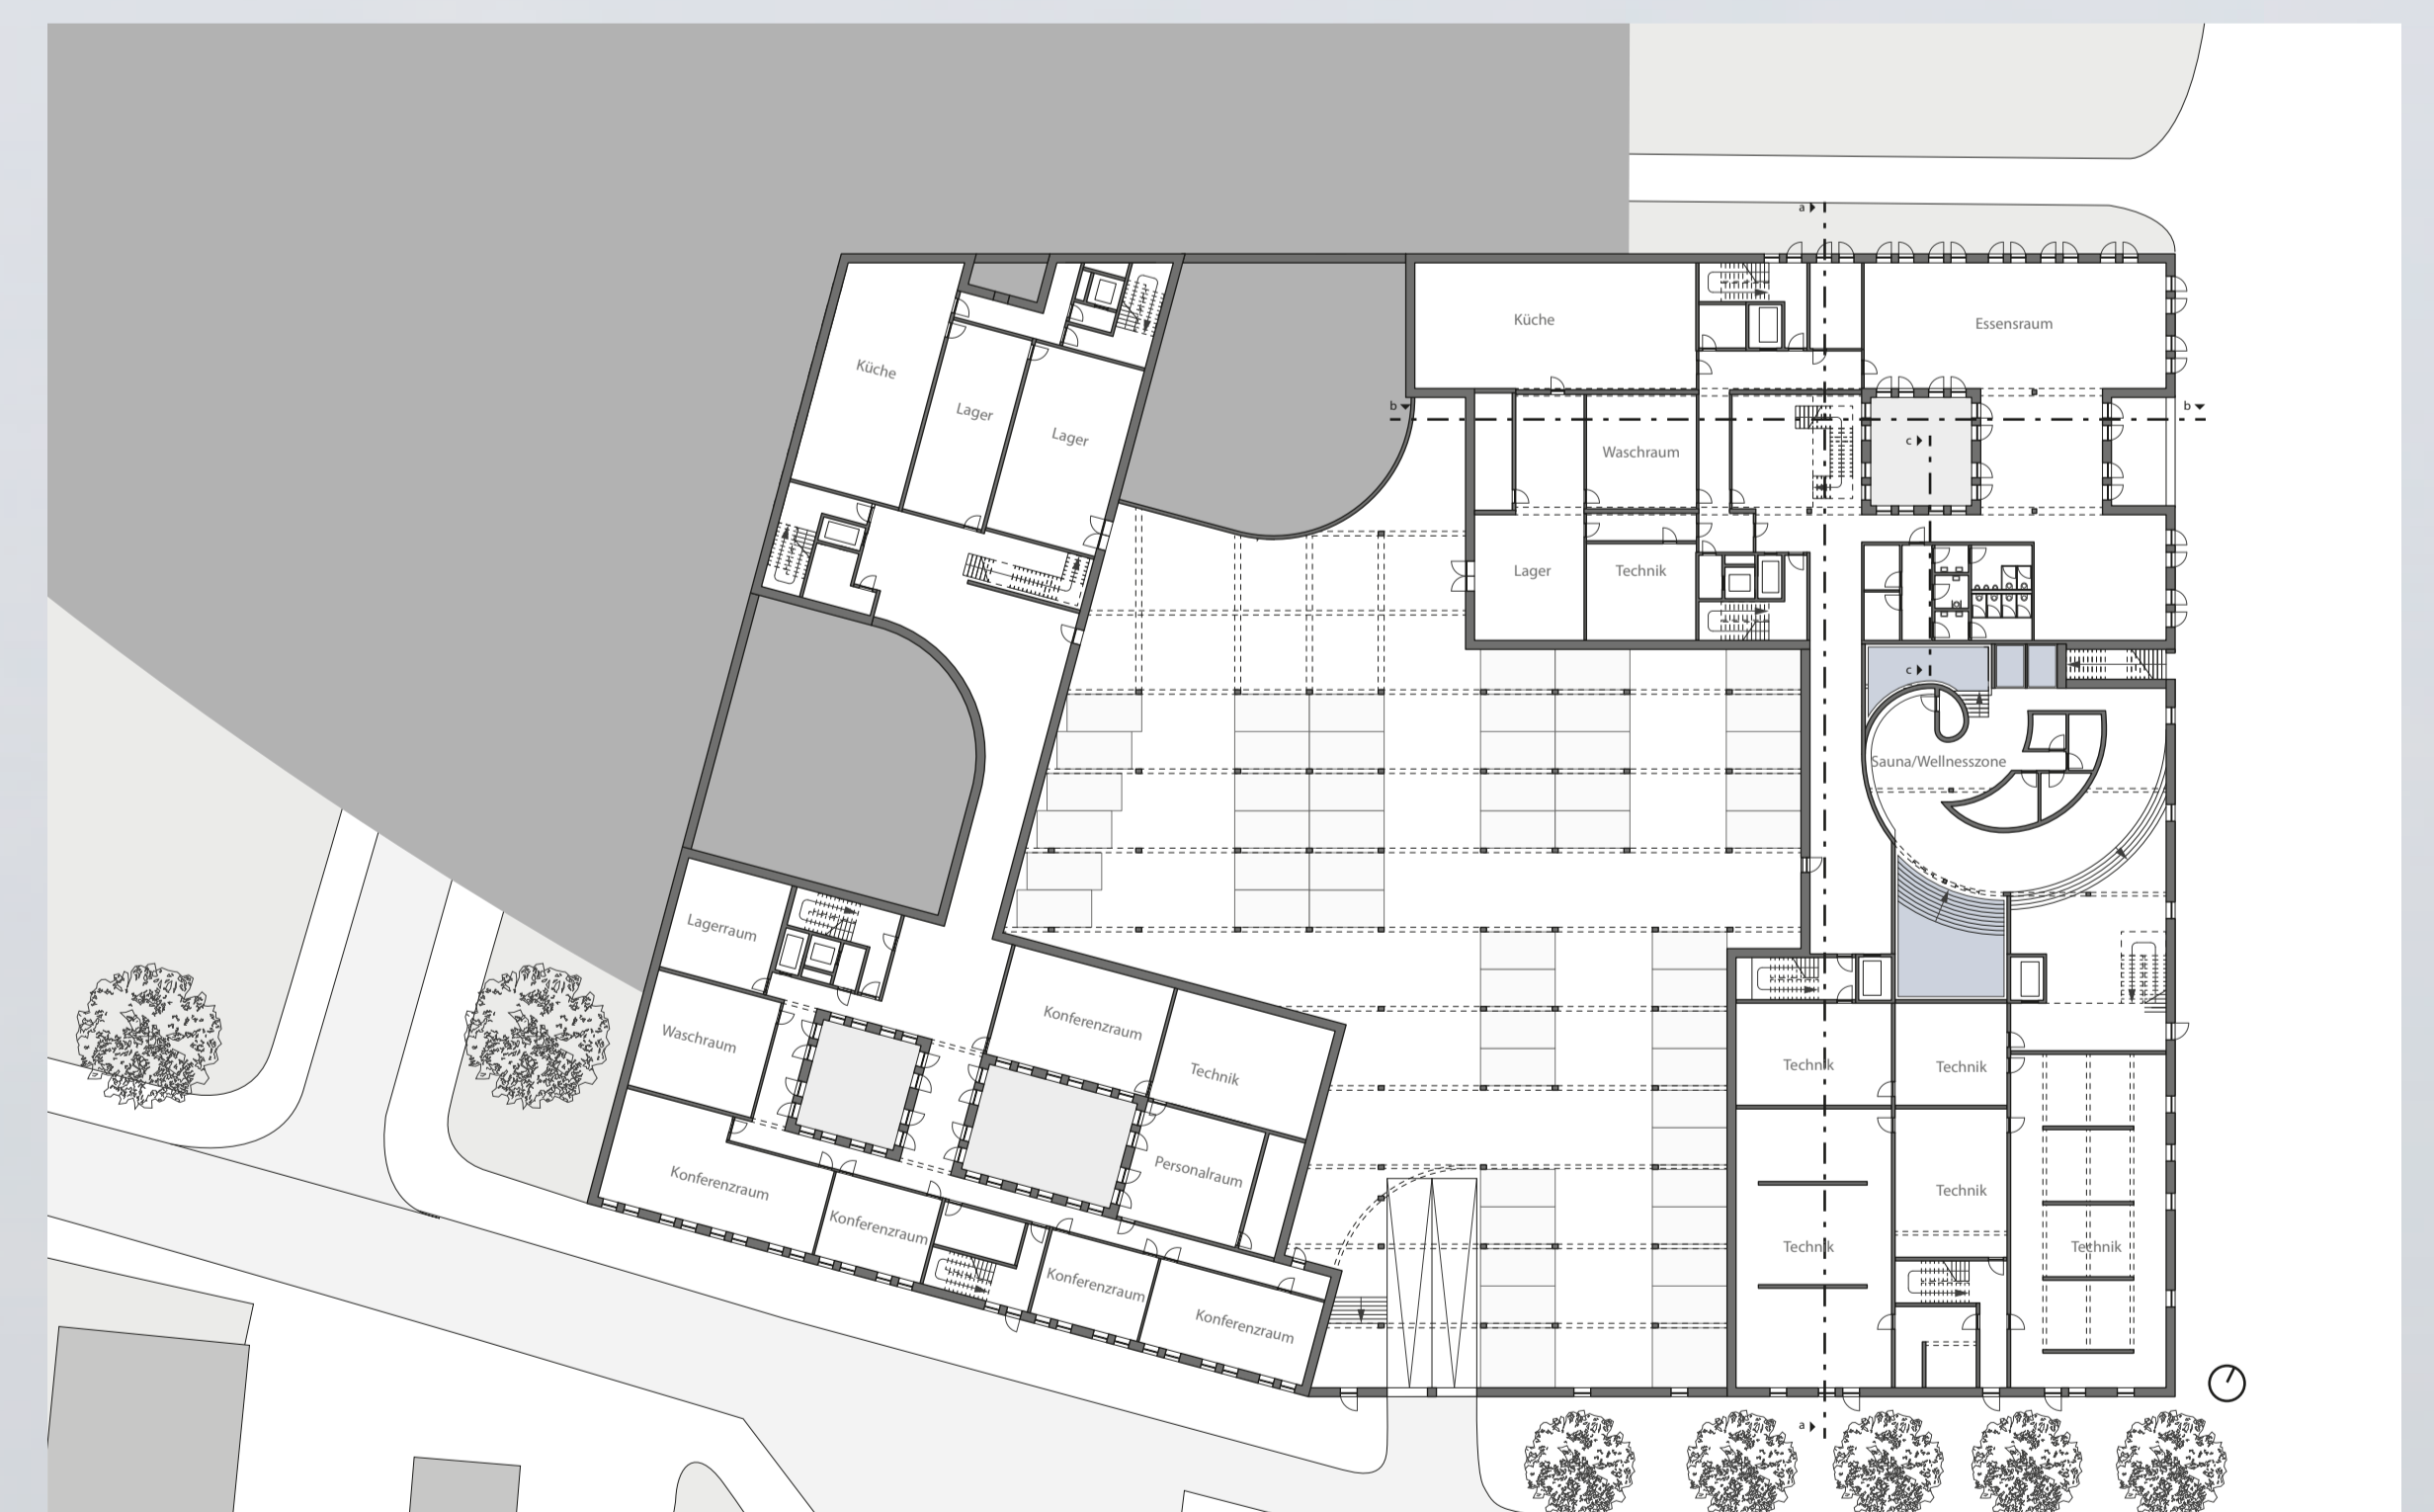 a
Küche
Essensraum
Küche
b
b
Lager
Lager
c
Waschraum
Lager
Technik
c
Sauna/Wellnesszone
Lagerraum
Konferenzraum
Waschraum
Technik
Technik
Technik
Personalraum
Konferenzraum
Technik
Konferenzraum
Technik
Technik
Konferenzraum
Konferenzraum
a